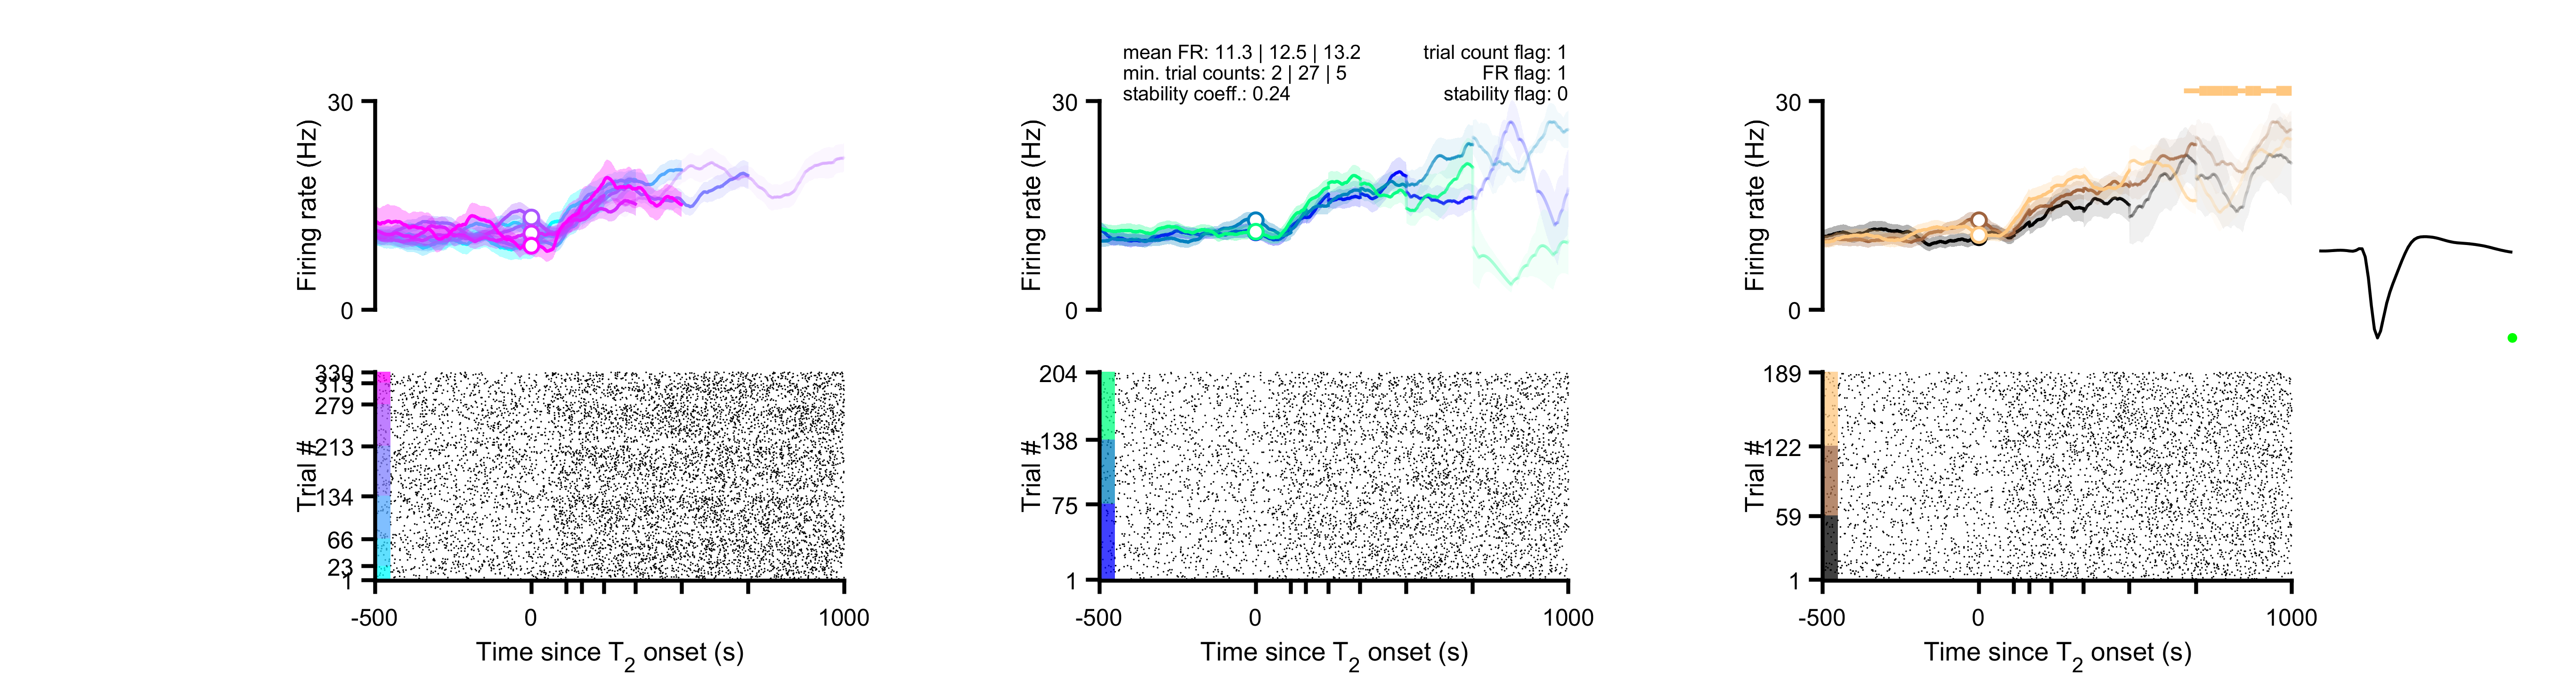 mean FR: 11.3 | 12.5 | 13.2
min. trial counts: 2 | 27 | 5
stability coeff.: 0.24
trial count flag: 1
FR flag: 1
stability flag: 0
30
Firing rate (Hz)
0
30
Firing rate (Hz)
0
30
Firing rate (Hz)
0
330
313
279
213
134
66
23
1
Trial #
-500
0
1000
Time since T2 onset (s)
204
138
75
1
Trial #
-500
0
1000
Time since T2 onset (s)
189
122
59
1
Trial #
-500
0
1000
Time since T2 onset (s)